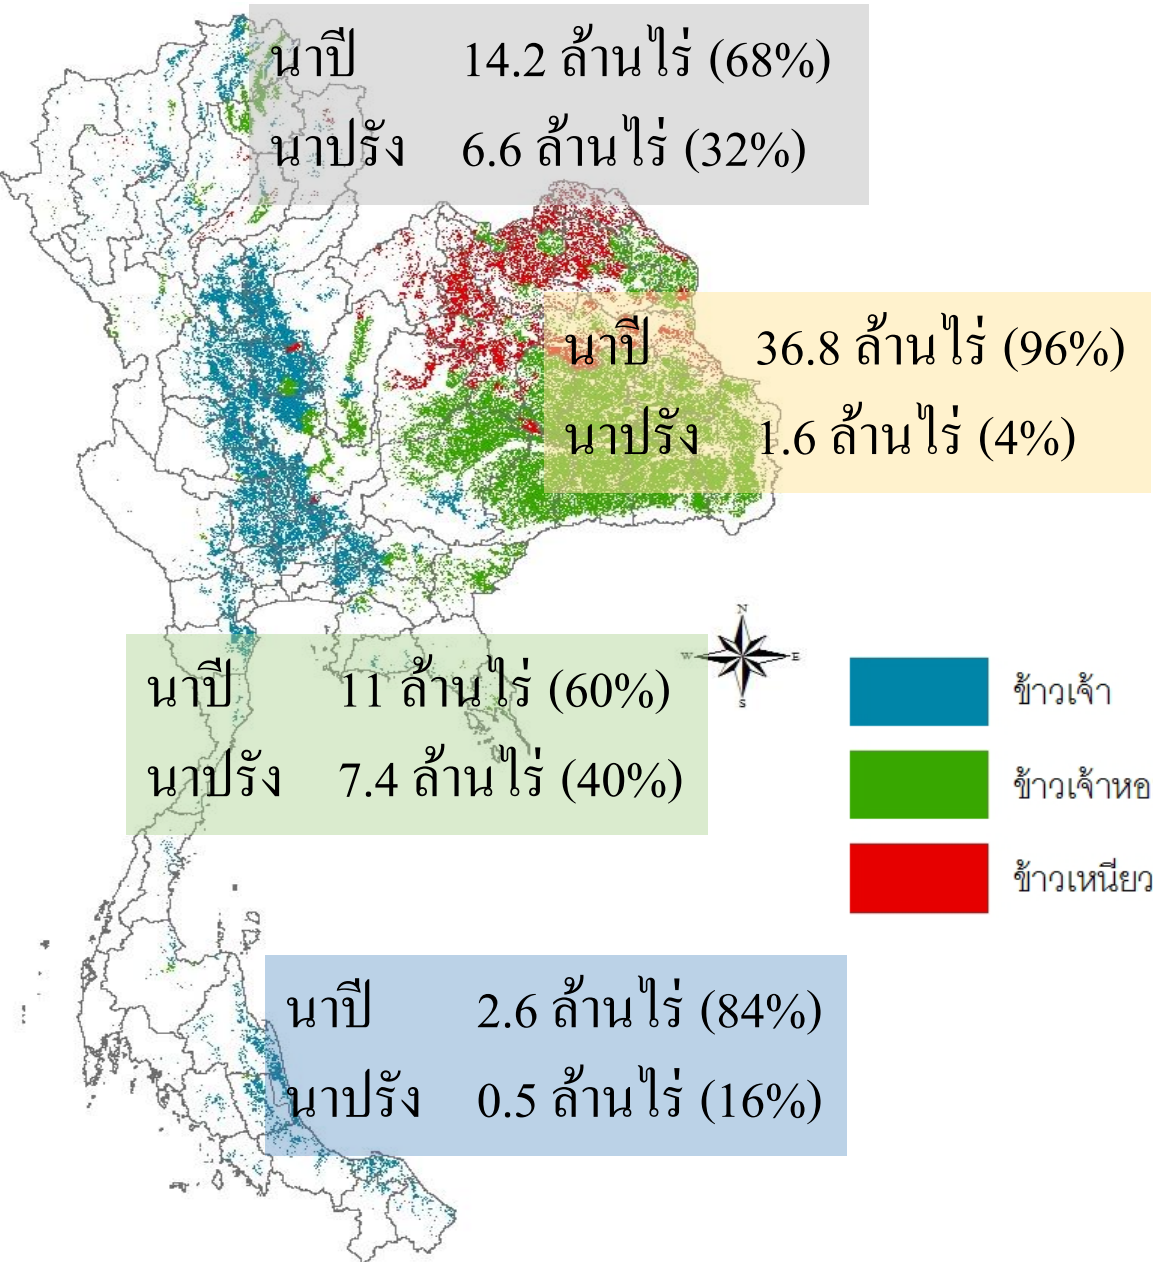 นาปี 14.2 ล้านไร่ (68%)
นาปรัง 6.6 ล้านไร่ (32%)
นาปี 36.8 ล้านไร่ (96%)
นาปรัง 1.6 ล้านไร่ (4%)
N
W E
S
นาปี 11 ล้านไร่ (60%)
นาปรัง 7.4 ล้านไร่ (40%)
ข้าวเจ้า
ข้าวเจ้าหอ
ข้าวเหนียว
นาปี 2.6 ล้านไร่ (84%)
นาปรัง 0.5 ล้านไร่ (16%)